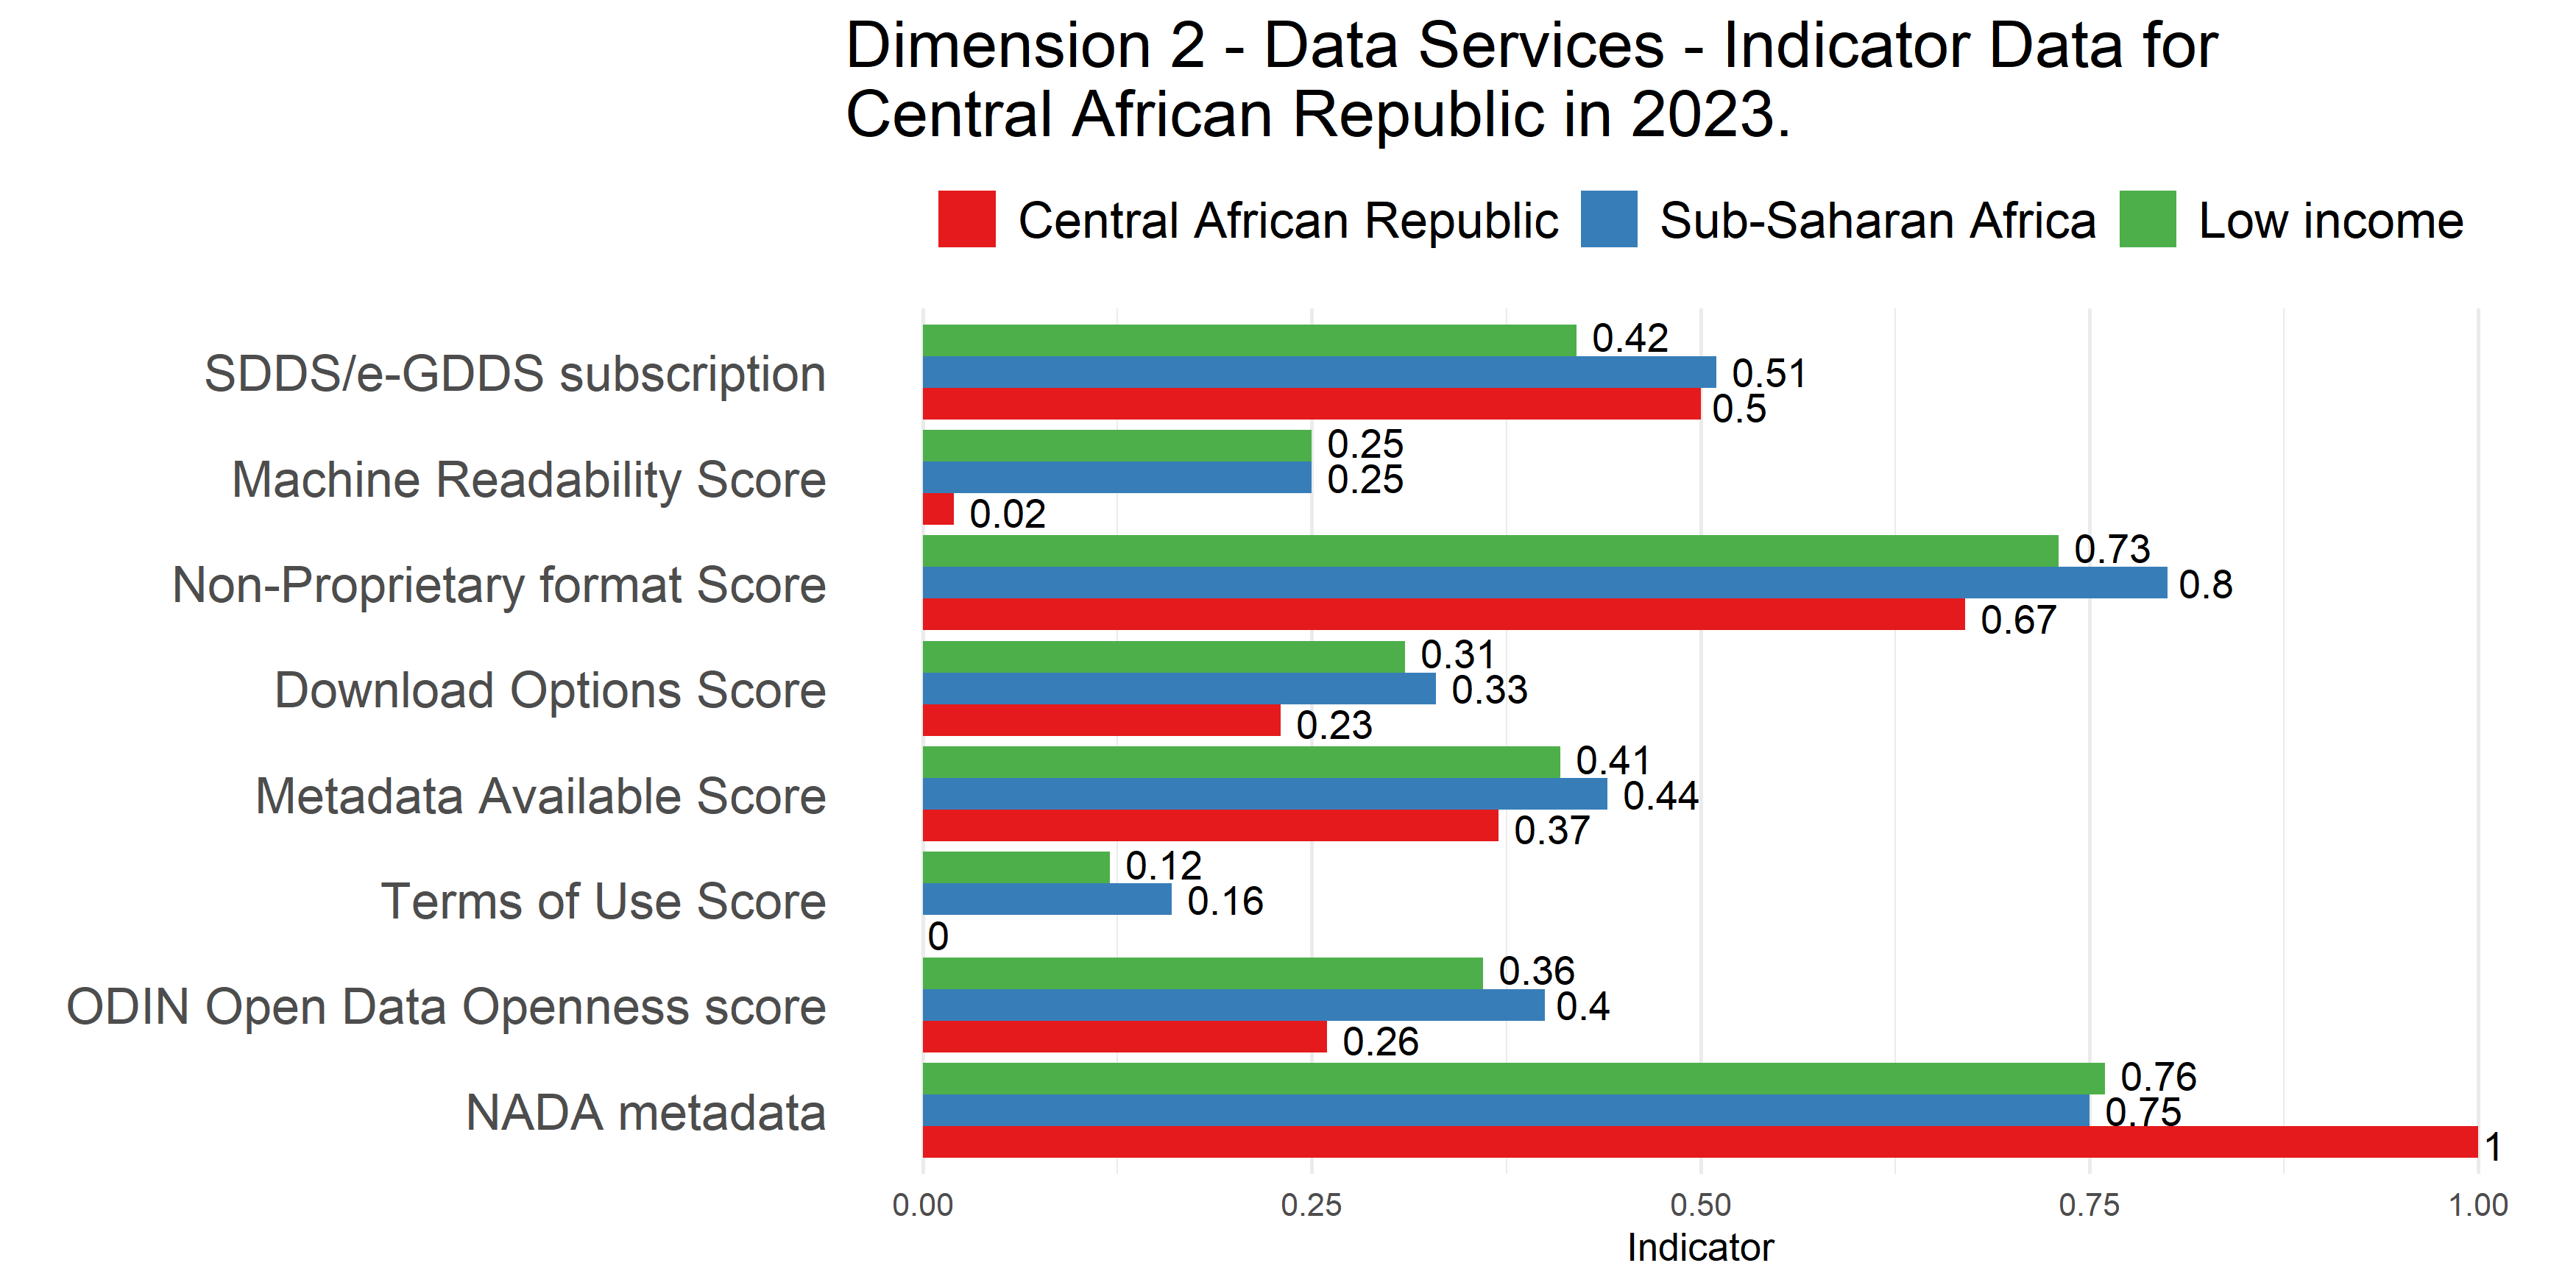 Dimension 2 - Data Services - Indicator Data for
Central African Republic in 2023.
Central African Republic Sub-Saharan Africa Low income
SDDS/e-GDDS subscription
0.42
0.51
0.5
Machine Readability Score
0.25
0.25
0.02
Non-Proprietary format Score
0.73
0.8
0.67
Download Options Score
0.31
0.33
0.23
Metadata Available Score
0.41
0.44
0.37
Terms of Use Score
0.12
0.16
0
ODIN Open Data Openness score
0.36
0.4
0.26
NADA metadata
0.76
0.75
1
0.00 0.25 0.50 0.75 1.00
Indicator